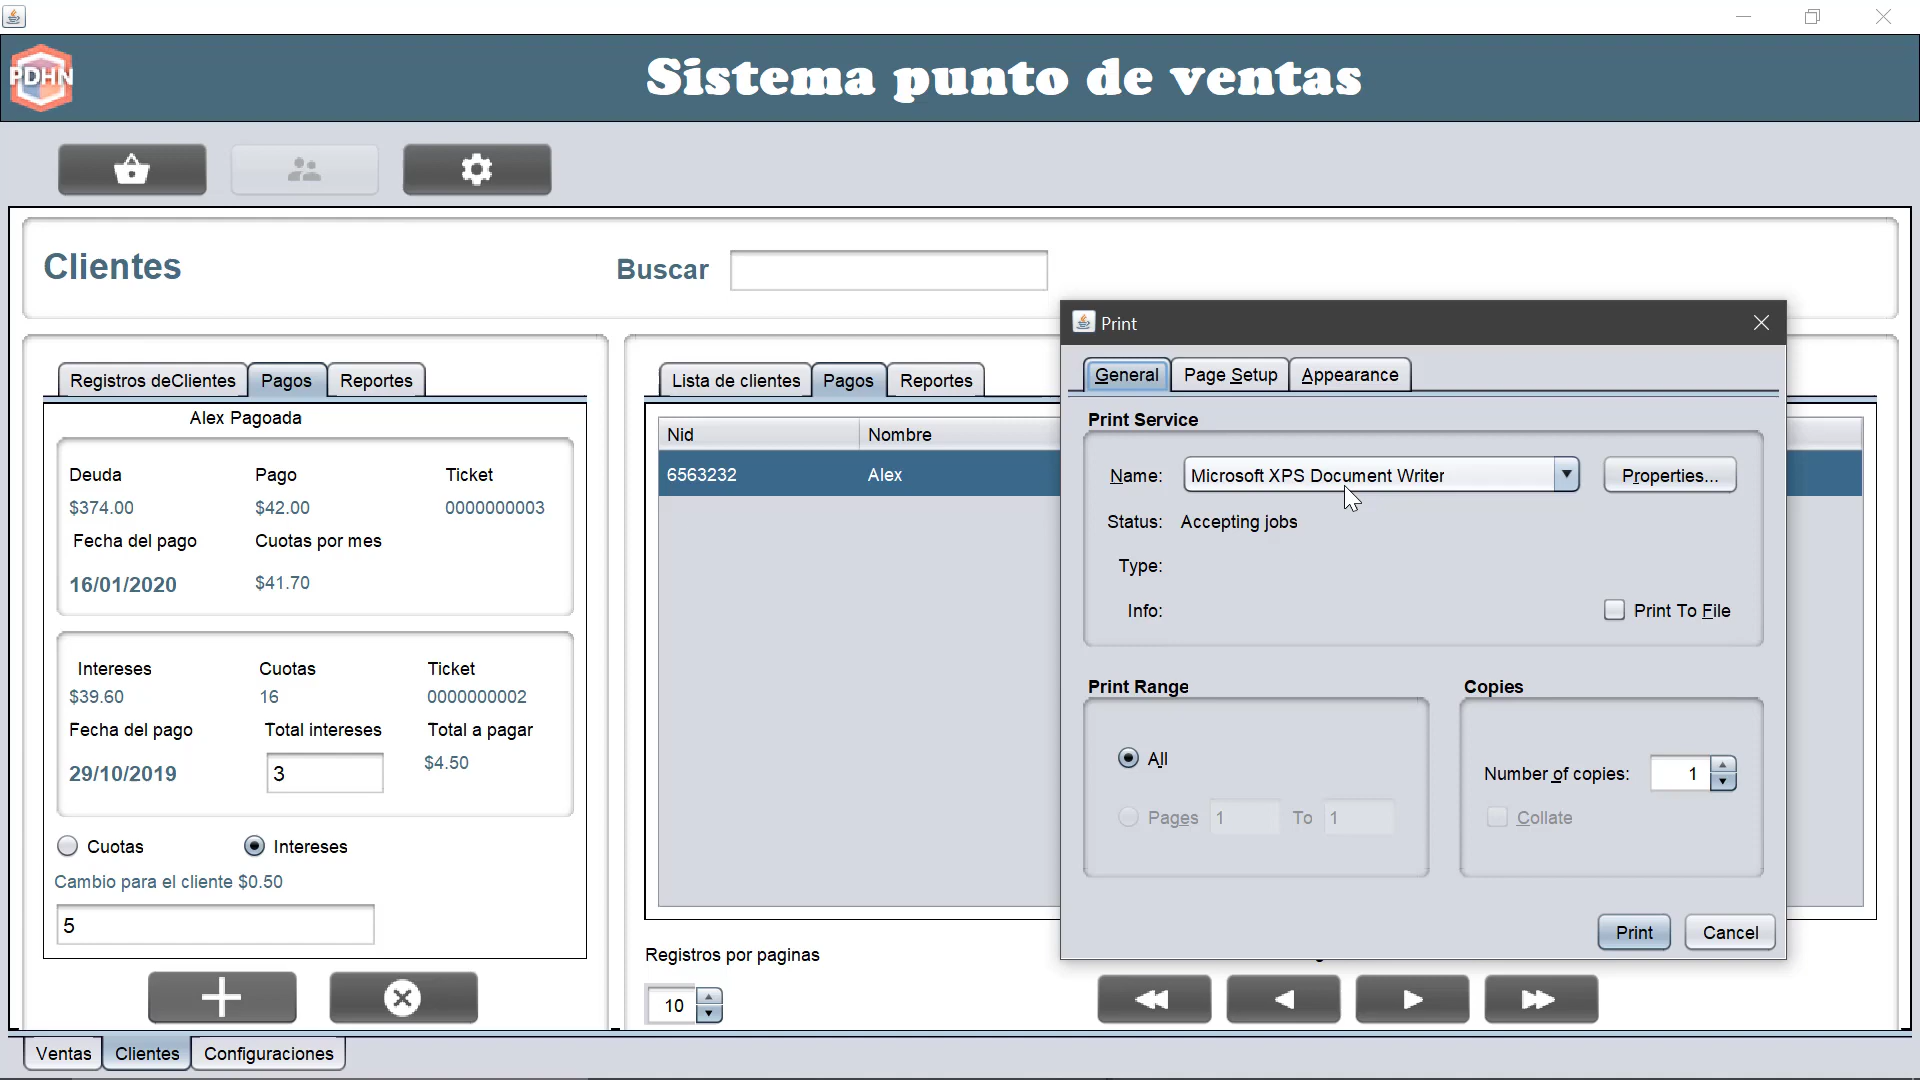 PDHN
Sistema punto de ventas
Clientes
Buscar
Registros deClientes
Pagos
Reportes
Alex Pagoada
Deuda
Pago
Ticket
$374.00
$42.00
0000000003
Fecha del pago
Cuotas por mes
16/01/2020
$41.70
Intereses
Cuotas
Ticket
$39.60
16
0000000002
Fecha del pago
Total intereses
Total a pagar
29/10/2019
3
$4.50
Cuotas
Intereses
Cambio para el cliente $0.50
5
Lista de clientes
Pagos
Reportes
Nid
Nombre
6563232
Alex
Registros por paginas
10
Print
General
Page Setup
Appearance
Print Service
Name:
Microsoft XPS Document Writer
Properties...
Status:
Accepting jobs
Type:
Info:
Print To File
Print Range
All
Pages
1
To
1
Copies
Number of copies:
1
Collate
Print
Cancel
Ventas
Clientes
Configuraciones